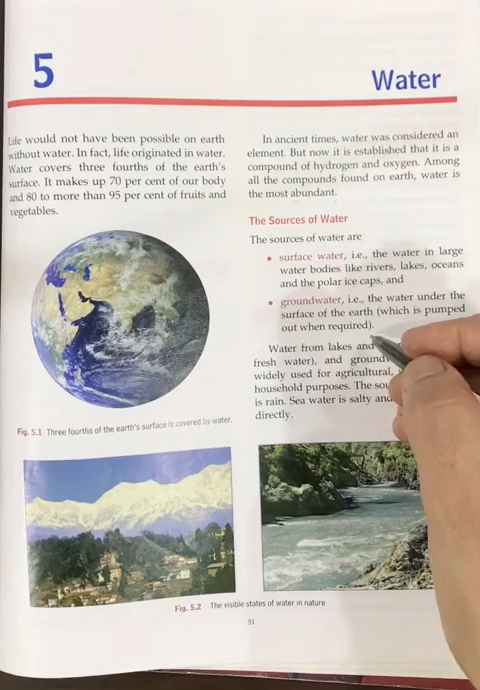 5
Water
Life would not have been possible on earth
without water. In fact, life originated in water.
Water covers three fourths of the earth's
surface. It makes up 70 per cent of our body
and 80 to more than 95 per cent of fruits and
vegetables.
Fig. 5.1 Three fourths of the earth's surface is covered by water.
In ancient times, water was considered an
element. But now it is established that it is a
compound of hydrogen and oxygen. Among
all the compounds found on earth, water is
the most abundant.
The Sources of Water
The sources of water are
• surface water, i.e., the water in large
water bodies like rivers, lakes, oceans
and the polar ice caps, and
• groundwater, i.e., the water under the
surface of the earth (which is pumped
out when required).
Water from lakes and
fresh water), and
widely used for agricultural,
household purposes. The
is rain. Sea water is salty and
directly.
Fig. 5.2 The visible states of water in nature
51